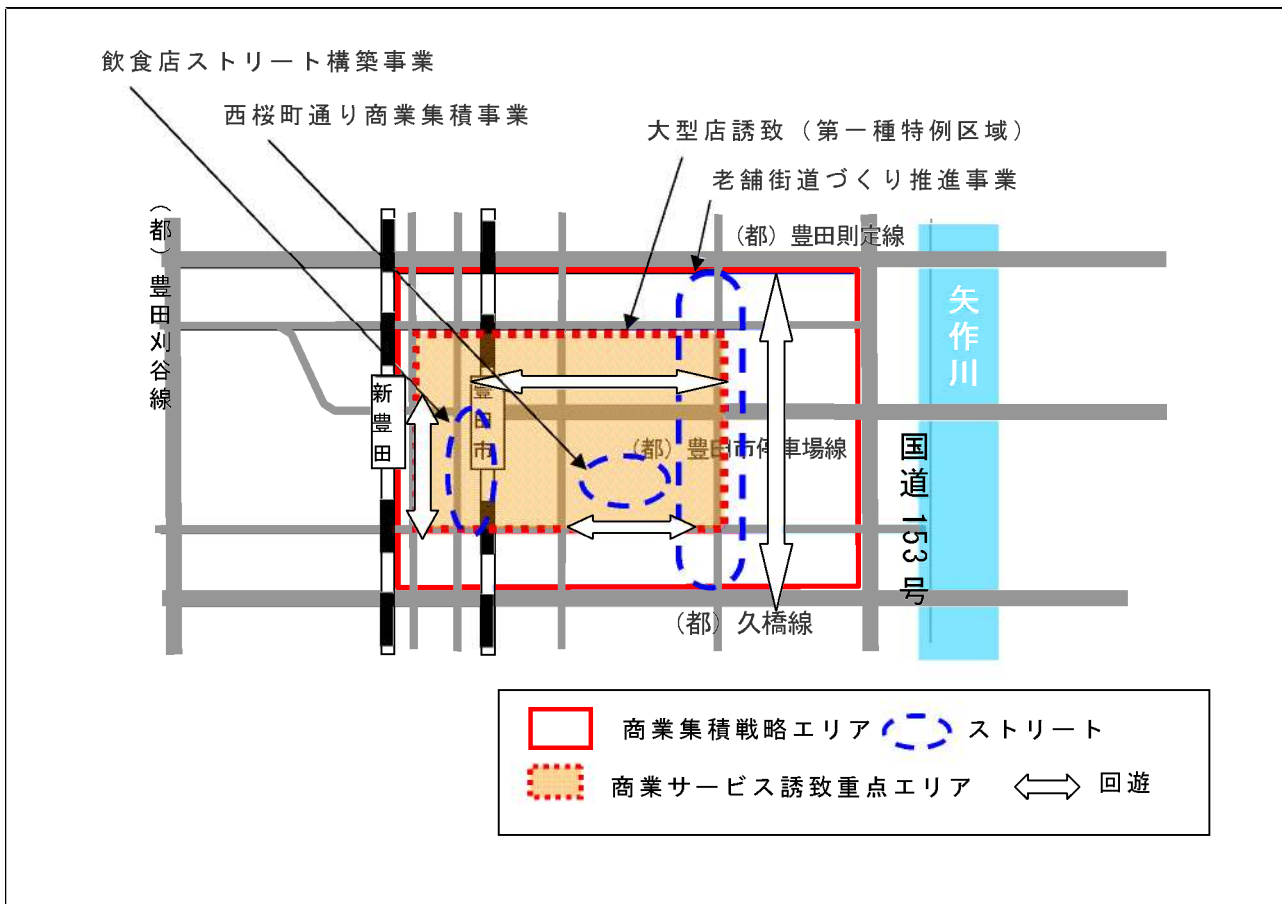 飲食店ストリート構築事業
西桜町通り商業集積事業
大型店誘致（第一種特例区域）
老舗街道づくり推進事業
（都）豊田則定線
（都）豊田刈谷線
矢作川
新豊田
豊田市
（都）豊田市停車場線
国道153号
（都）久橋線
商業集積戦略エリア
ストリート
商業サービス誘致重点エリア
回遊